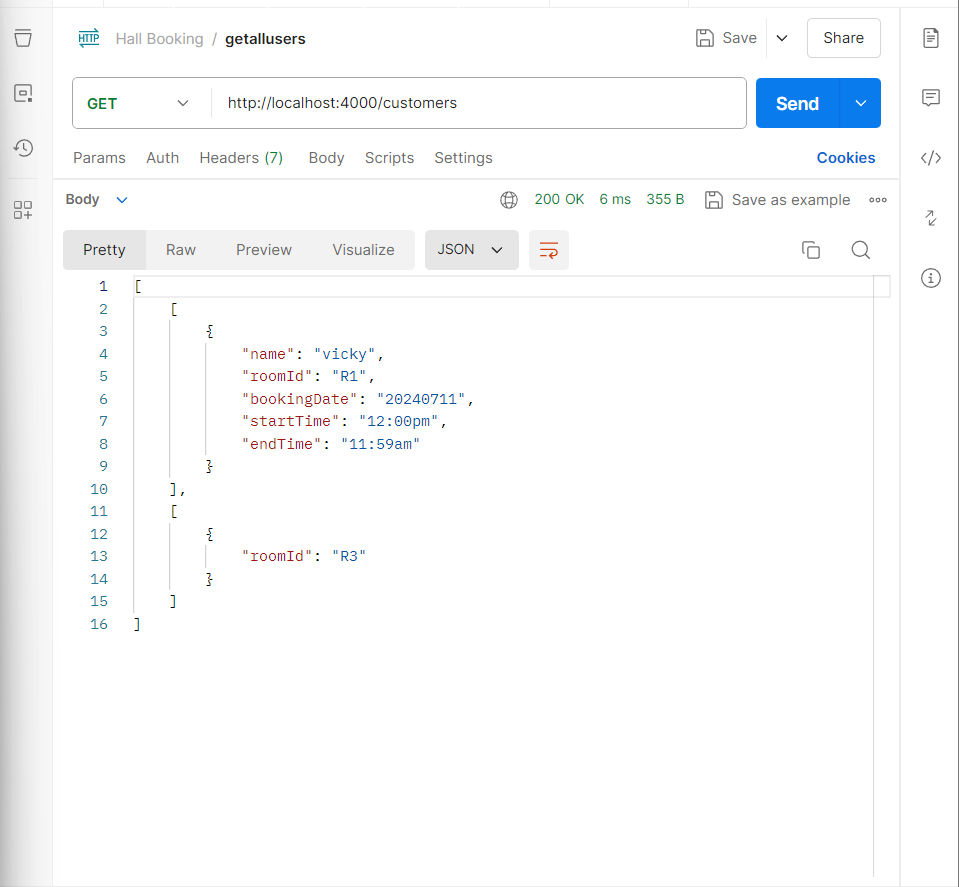 HTTP Hall Booking / getallusers Save Share
GET http://localhost:4000/customers Send
Params Auth Headers (7) Body Scripts Settings Cookies
Body 200 OK 6 ms 355 B Save as example
Pretty Raw Preview Visualize JSON
1 [
2 [
3 {
4 "name": "vicky",
5 "roomId": "R1",
6 "bookingDate": "20240711",
7 "startTime": "12:00pm",
8 "endTime": "11:59am"
9 }
10 ],
11 [
12 {
13 "roomId": "R3"
14 }
15 ]
16 ]